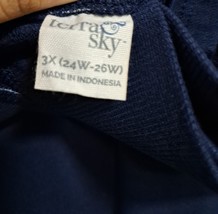 terra
sky
3X (24W-26W)
MADE IN INDONESIA